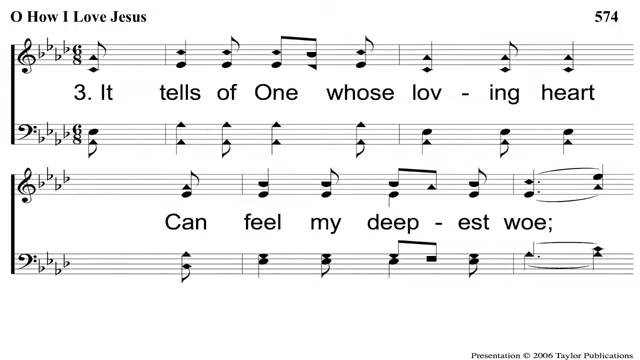 O How I Love Jesus 574
3. It tells of One whose lov - ing heart
Can feel my deep - est woe;
Presentation © 2006 Taylor Publications